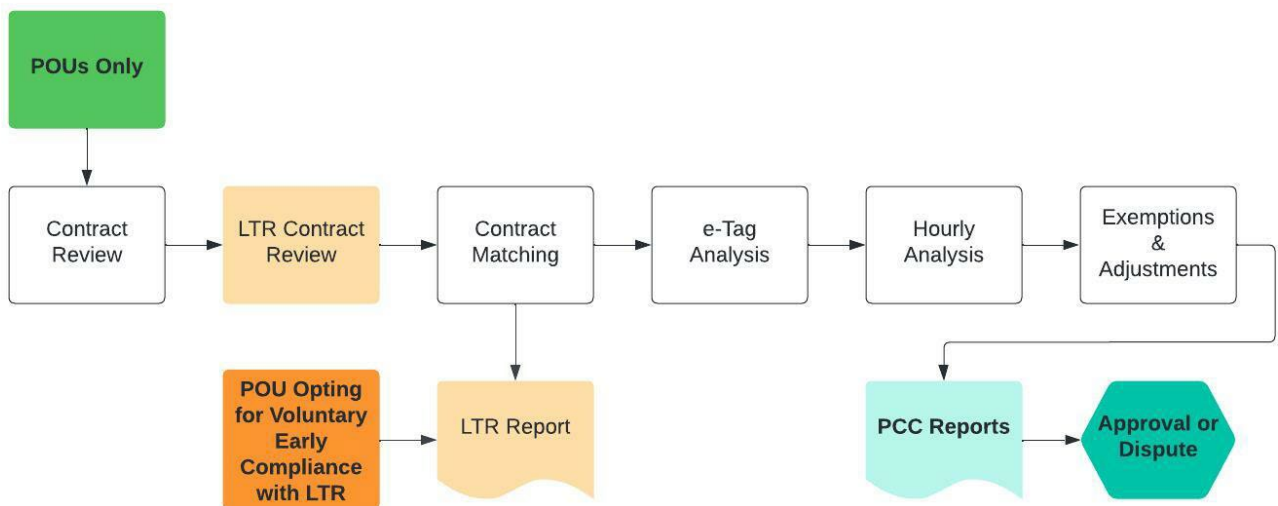 POUs Only
Contract
Review
LTR Contract
Review
Contract
Matching
e-Tag
Analysis
Hourly
Analysis
Exemptions
&
Adjustments
POU Opting
for Voluntary
Early
Compliance
with LTR
LTR Report
PCC Reports
Approval or
Dispute